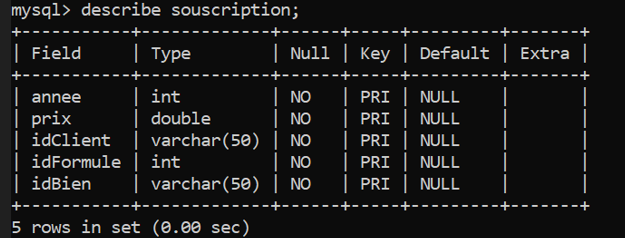 mysql> describe souscription;
+-----------+-------------+------+-----+---------+-------+
| Field     | Type        | Null | Key | Default | Extra |
+-----------+-------------+------+-----+---------+-------+
| annee     | int         | NO   | PRI | NULL    |       |
| prix      | double      | NO   | PRI | NULL    |       |
| idClient  | varchar(50) | NO   | PRI | NULL    |       |
| idFormule | int         | NO   | PRI | NULL    |       |
| idBien    | varchar(50) | NO   | PRI | NULL    |       |
+-----------+-------------+------+-----+---------+-------+
5 rows in set (0.00 sec)